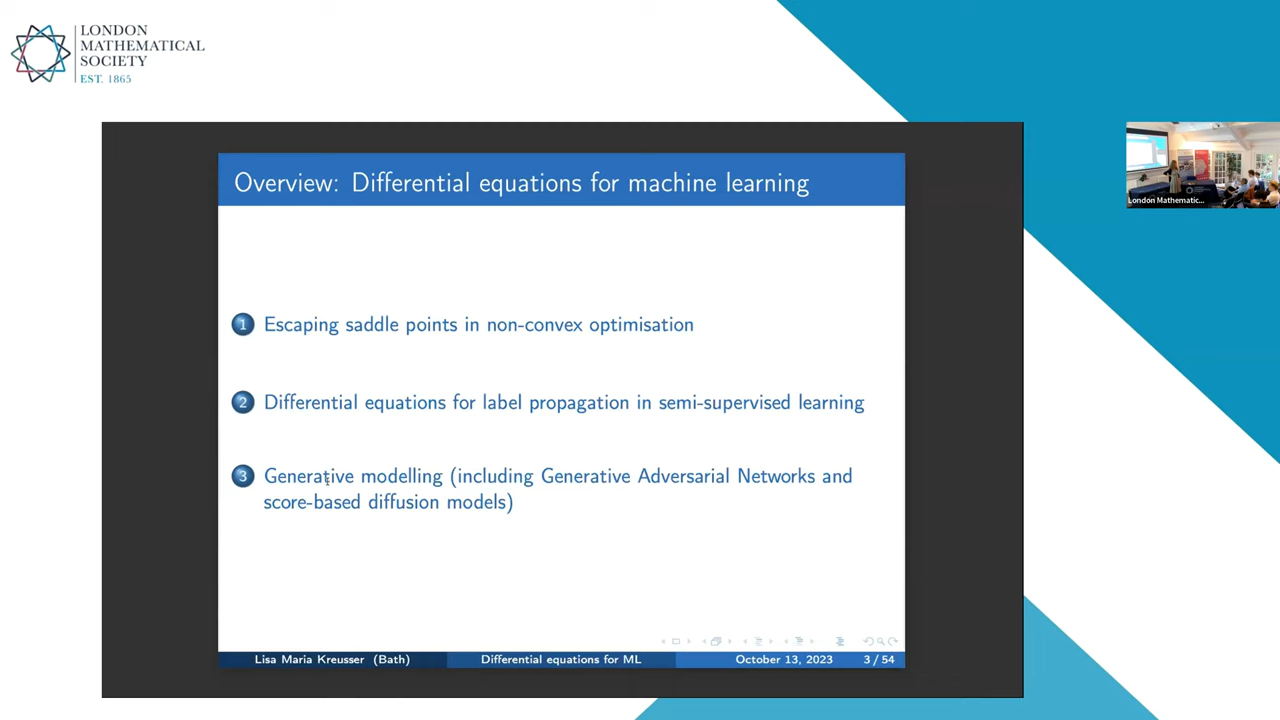 LONDON
MATHEMATICAL
SOCIETY
EST. 1865
London Mathematic...
Overview: Differential equations for machine learning
1 Escaping saddle points in non-convex optimisation
2 Differential equations for label propagation in semi-supervised learning
3 Generative modelling (including Generative Adversarial Networks and
score-based diffusion models)
Lisa Maria Kreusser (Bath) Differential equations for ML October 13, 2023 3 / 54